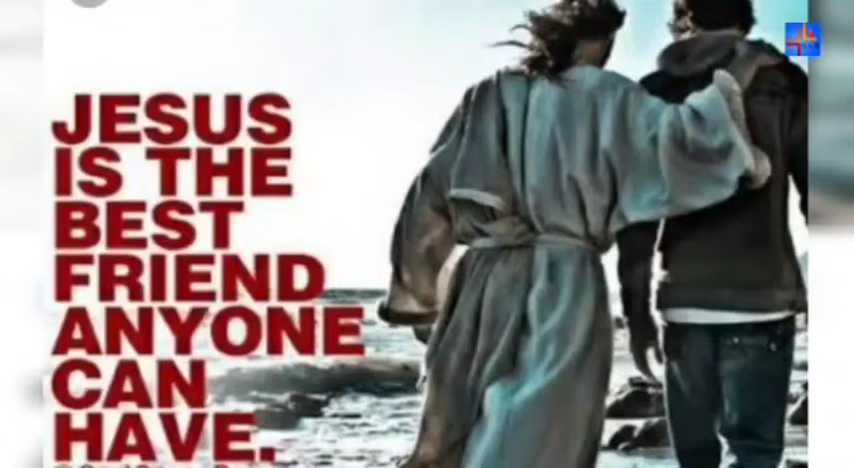 JESUS
IS THE
BEST
FRIEND
ANYONE
CAN
HAVE.